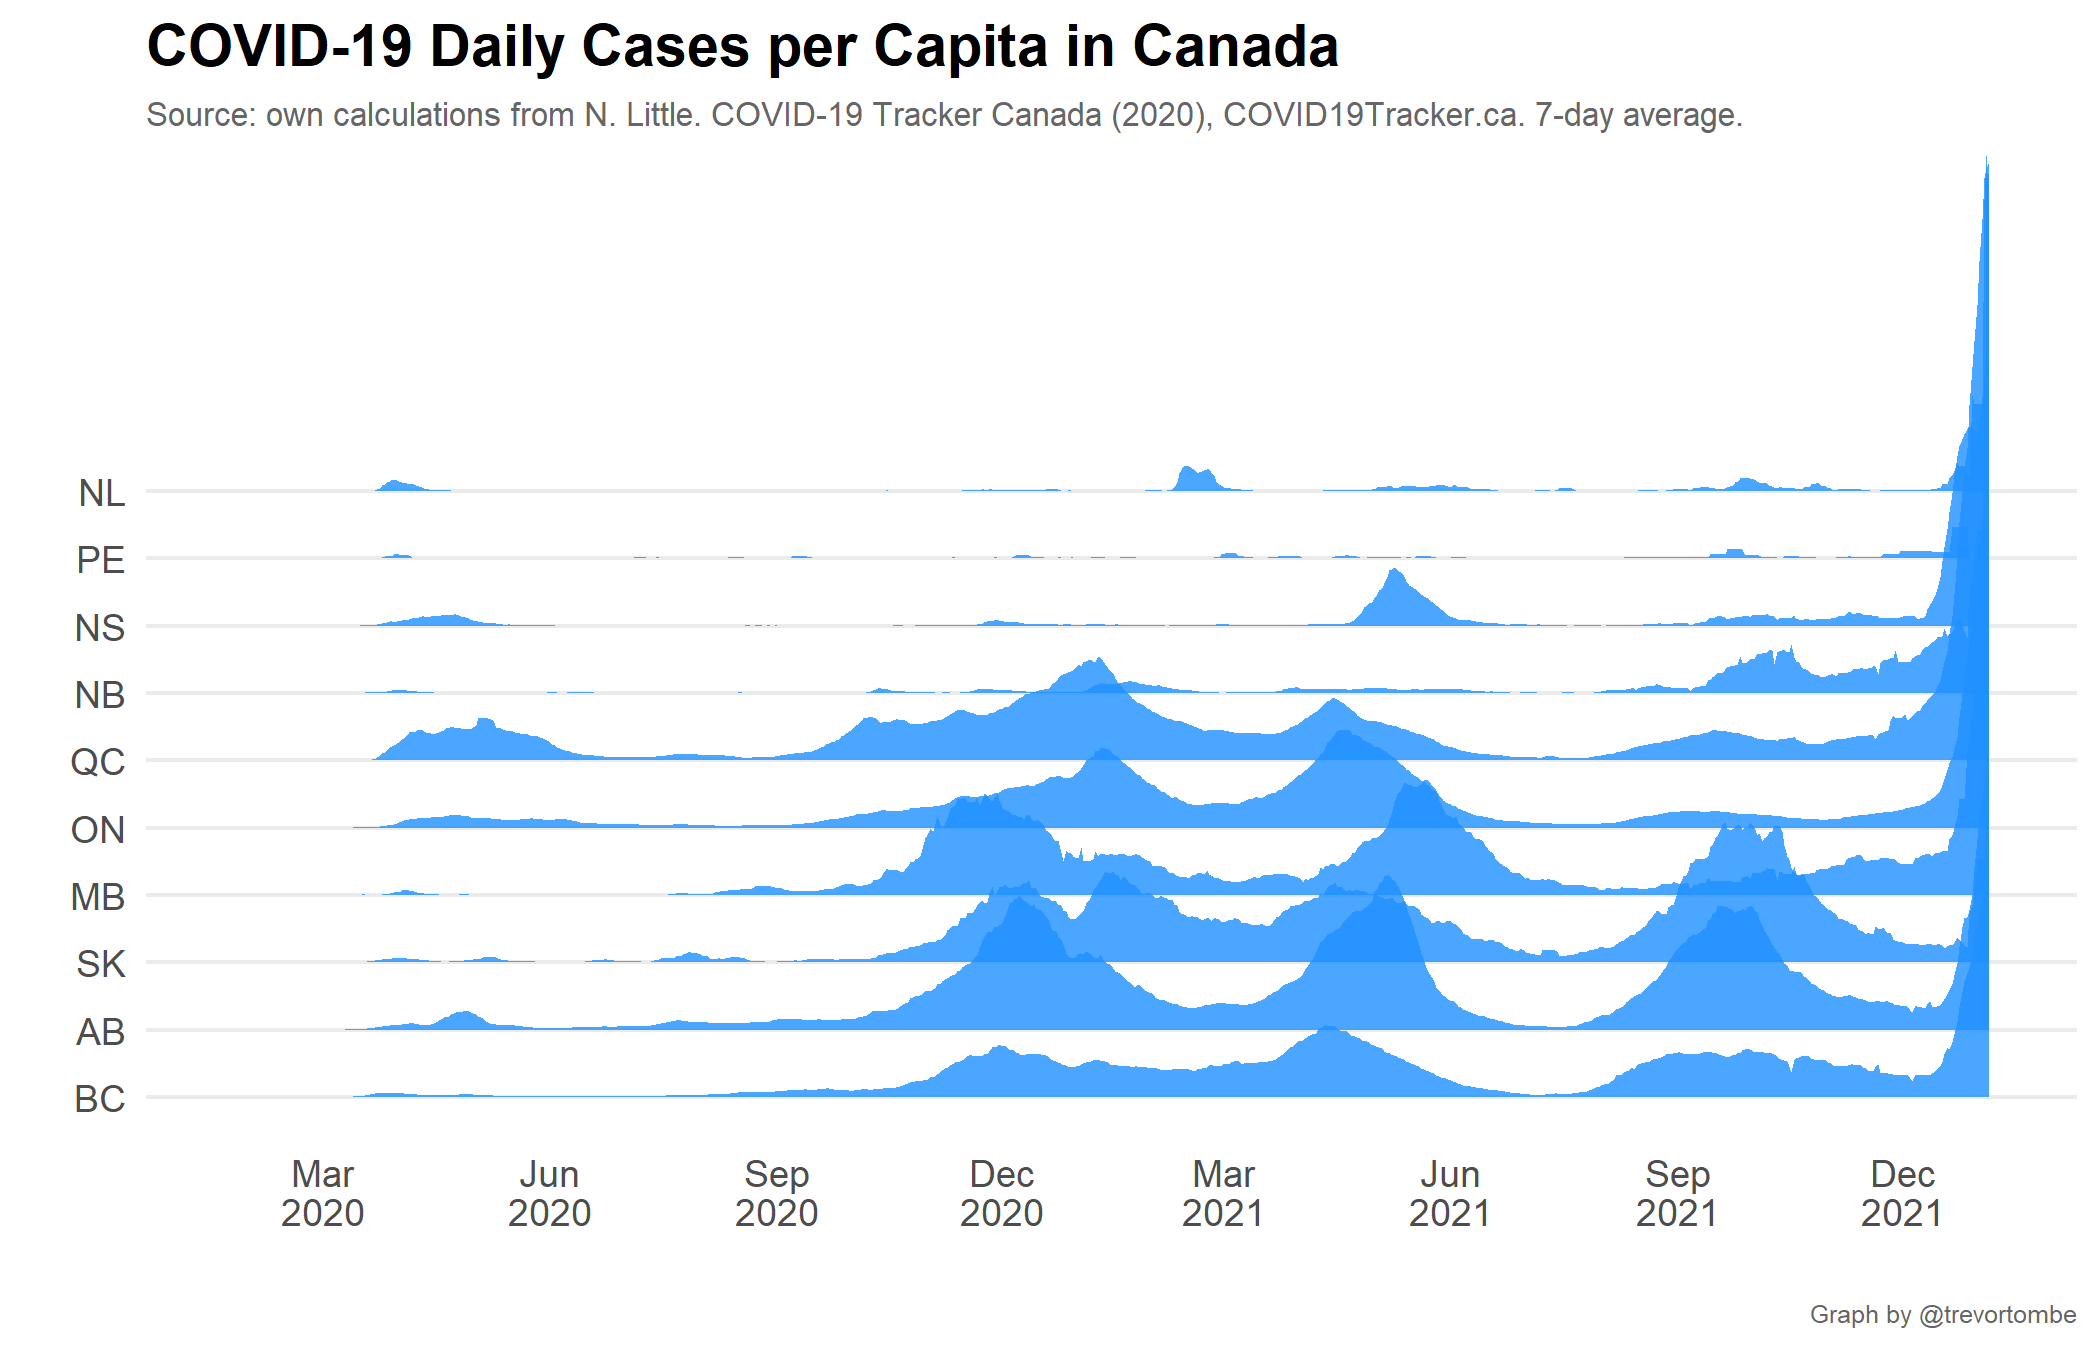 COVID-19 Daily Cases per Capita in Canada
Source: own calculations from N. Little. COVID-19 Tracker Canada (2020), COVID19Tracker.ca. 7-day average.
NL
PE
NS
NB
QC
ON
MB
SK
AB
BC
Mar Jun Sep Dec Mar Jun Sep Dec
2020 2020 2020 2020 2021 2021 2021 2021
Graph by @trevortombe